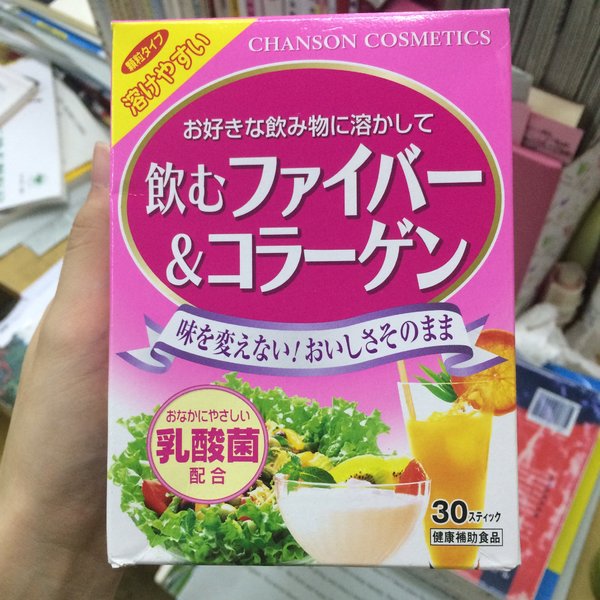 顆粒タイプ
溶けやすい
CHANSON COSMETICS
お好きな飲み物に溶かして
飲むファイバー
&コラーゲン
味を変えない!おいしさそのまま
おなかにやさしい
乳酸菌
配合
30スティック
健康補助食品